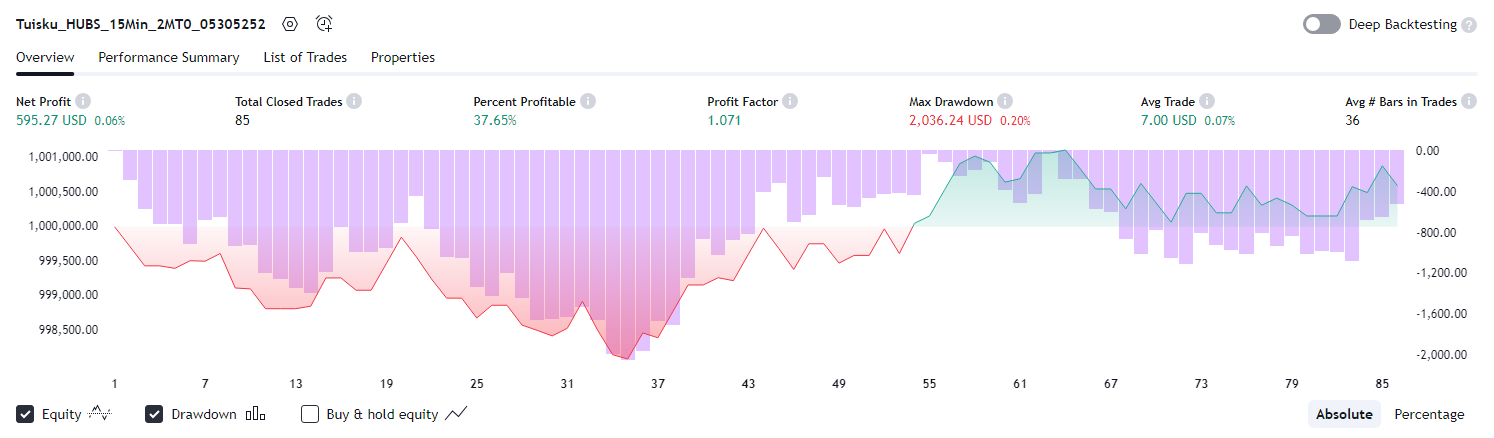 Tuisku_HUBS_15Min_2MT0_05305252 Deep Backtesting ?
Overview Performance Summary List of Trades Properties
Net Profit i Total Closed Trades i Percent Profitable i Profit Factor i Max Drawdown i Avg Trade i Avg # Bars in Trades i
595.27 USD 0.06% 85 37.65% 1.071 2,036.24 USD 0.20% 7.00 USD 0.07% 36
1,001,000.00 0.00
1,000,500.00 -400.00
1,000,000.00 -800.00
999,500.00 -1,200.00
999,000.00 -1,600.00
998,500.00 -2,000.00
1 7 13 19 25 31 37 43 49 55 61 67 73 79 85
Equity Drawdown Buy & hold equity Absolute Percentage